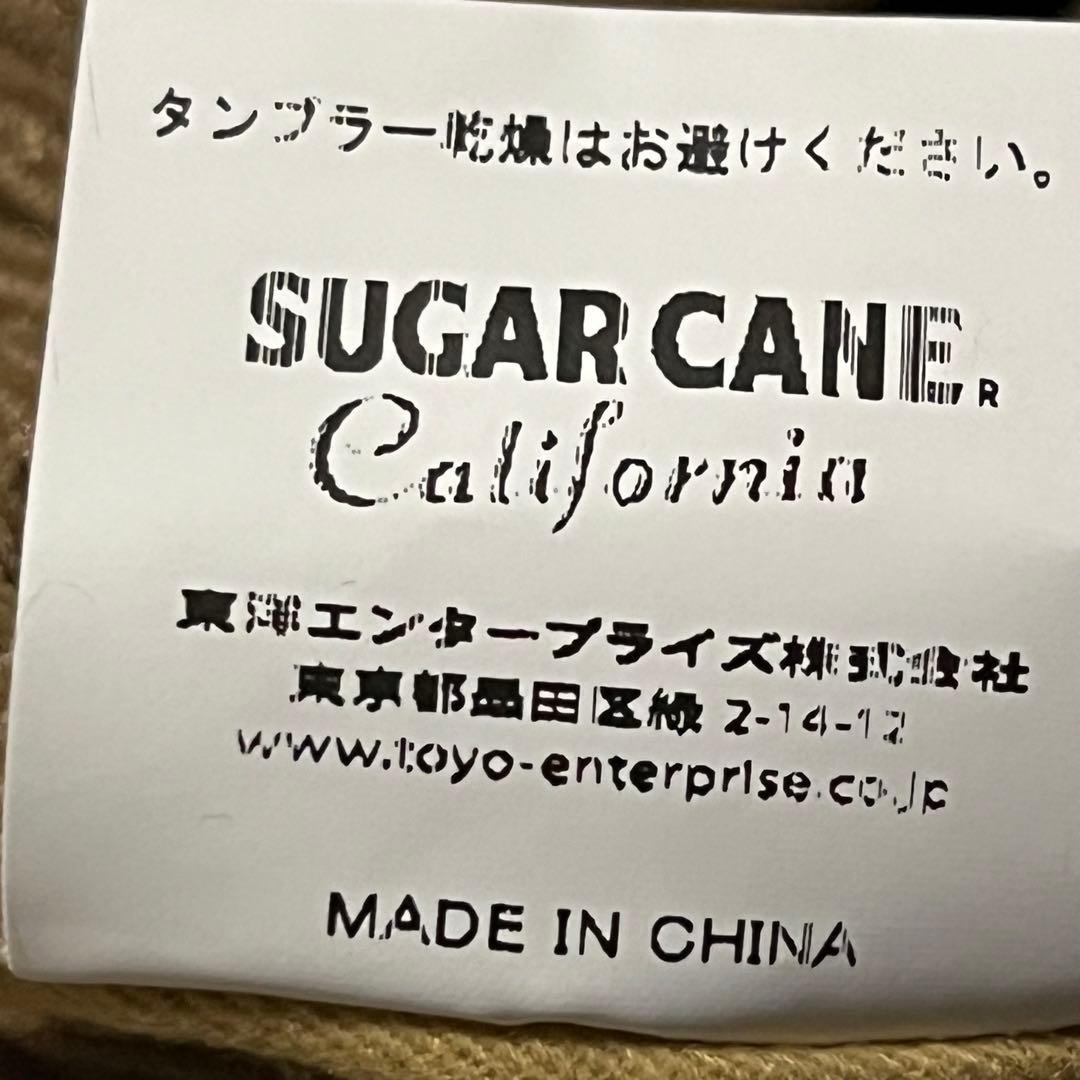 タンブラー乾燥はお避けください。
SUGAR CANE R
California
東洋エンタープライズ株式会社
東京都墨田区緑 2-14-12
www.toyo-enterprise.co.jp
MADE IN CHINA